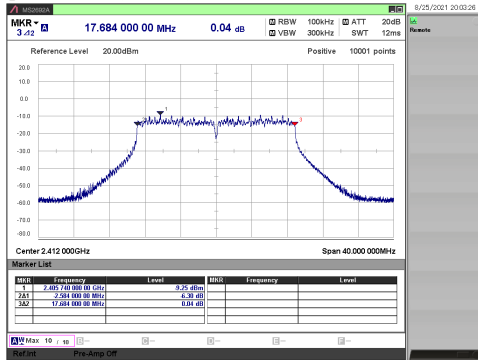 MS2692A
8/25/2021 20:03:26
MKR 3 Δ2
17.684 000 00 MHz
0.04 dB
RBW 100kHz
ATT 20dB
VBW 300kHz
SWT 12ms
Remote
Reference Level 20.00dBm
Positive 10001 points
20.0
10.0
0.0
-10.0
-20.0
-30.0
-40.0
-50.0
-60.0
-70.0
-80.0
1
3
Center 2.412 000GHz
Span 40.000 000MHz
Marker List
MKR Frequency Level MKR Frequency Level
1 2.405 740 000 00 GHz -9.25 dBm
2Δ1 -2.584 000 00 MHz -6.30 dB
3Δ2 17.684 000 00 MHz 0.04 dB
A W Max 10 / 10
Ref.Int Pre-Amp Off